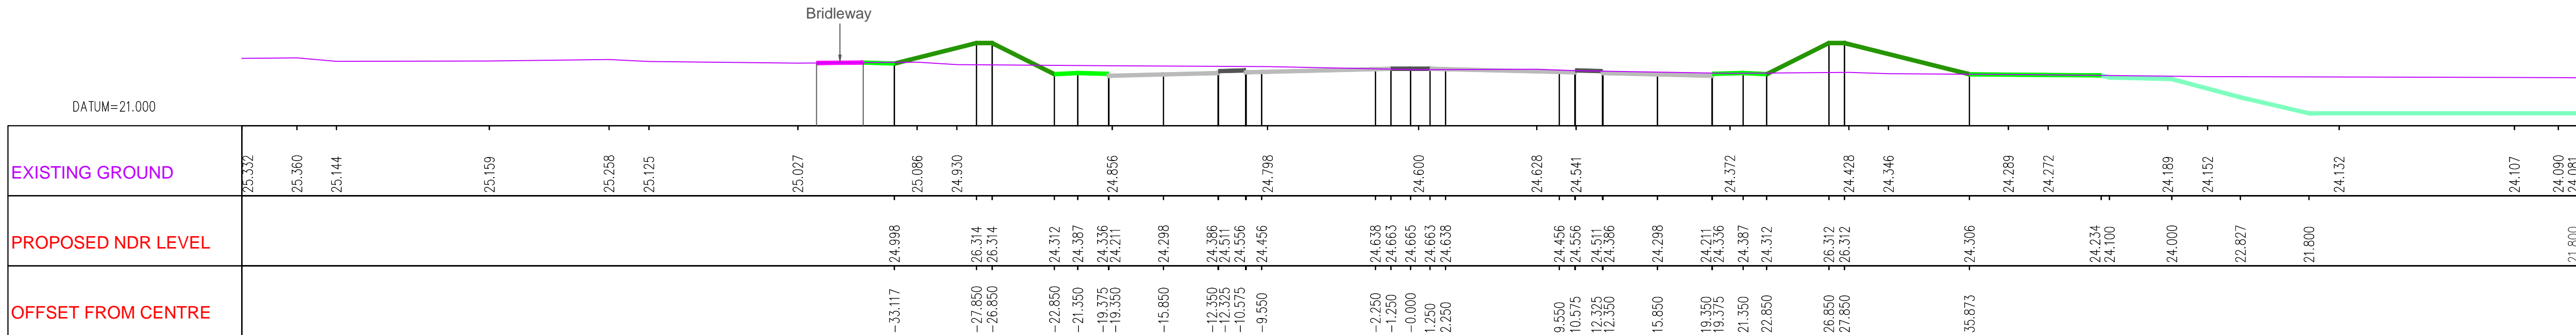 Bridleway
DATUM=21.000
EXISTING GROUND 25.332 25.360 25.144 25.159 25.258 25.125 25.027 25.086 24.930 24.856 24.798 24.600 24.628 24.541 24.372 24.428 24.346 24.289 24.272 24.189 24.152 24.132 24.107 24.090 24.081
PROPOSED NDR LEVEL 24.998 26.314 26.314 24.312 24.387 24.336 24.211 24.298 24.386 24.511 24.556 24.456 24.638 24.663 24.665 24.663 24.638 24.456 24.556 24.511 24.386 24.298 24.211 24.336 24.387 24.312 26.312 26.312 24.306 24.234 24.100 24.000 22.827 21.800 21.800
OFFSET FROM CENTRE -33.117 -27.850 -26.850 -22.850 -21.350 -19.375 -19.350 -15.850 -12.350 -12.325 -10.575 -9.550 -2.250 -1.250 -0.000 1.250 2.250 9.550 10.575 12.325 12.350 15.850 19.350 19.375 21.350 22.850 26.850 27.850 35.873